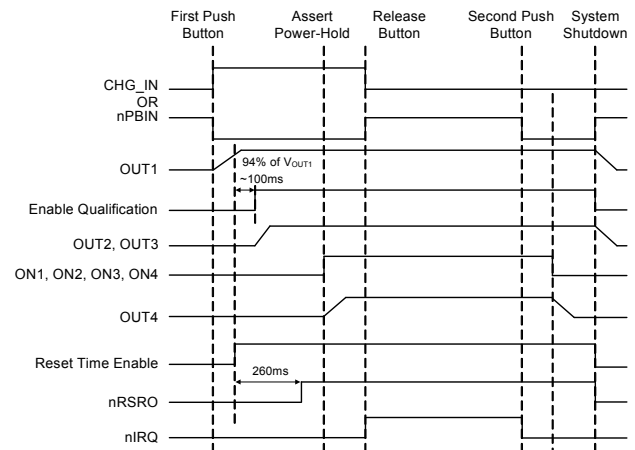 First Push
Button
Assert
Power-Hold
Release
Button
Second Push
Button
System
Shutdown
CHG_IN
OR
nPBIN
OUT1
94% of VOUT1
~100ms
Enable Qualification
OUT2, OUT3
ON1, ON2, ON3, ON4
OUT4
Reset Time Enable
260ms
nRSRO
nIRQ